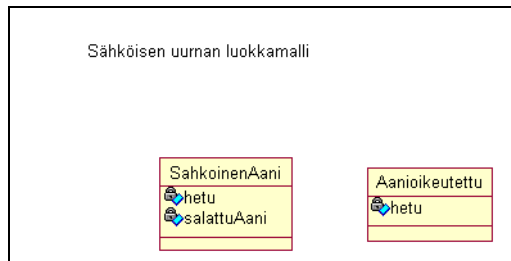 Sähköisen uurnan luokkamalli
SahkoinenAani
hetu
salattuAani
Aanioikeutettu
hetu